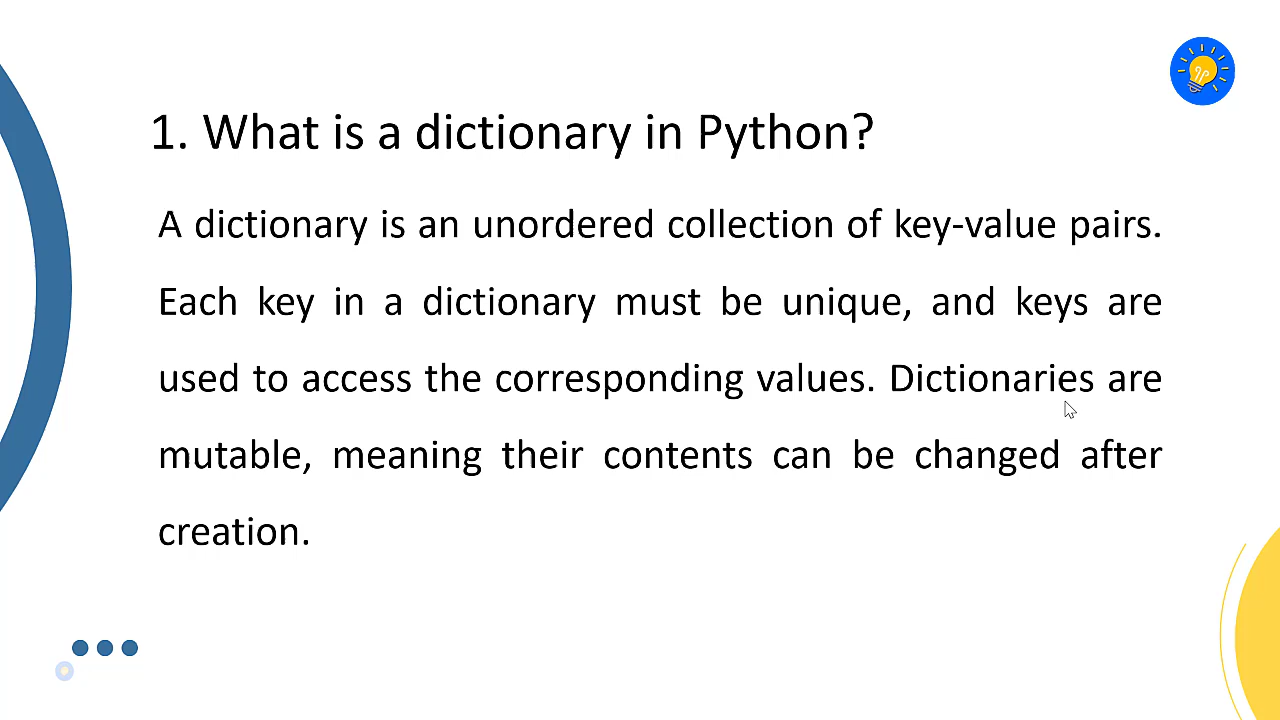 1. What is a dictionary in Python?
A dictionary is an unordered collection of key-value pairs.
Each key in a dictionary must be unique, and keys are
used to access the corresponding values. Dictionaries are
mutable, meaning their contents can be changed after
creation.